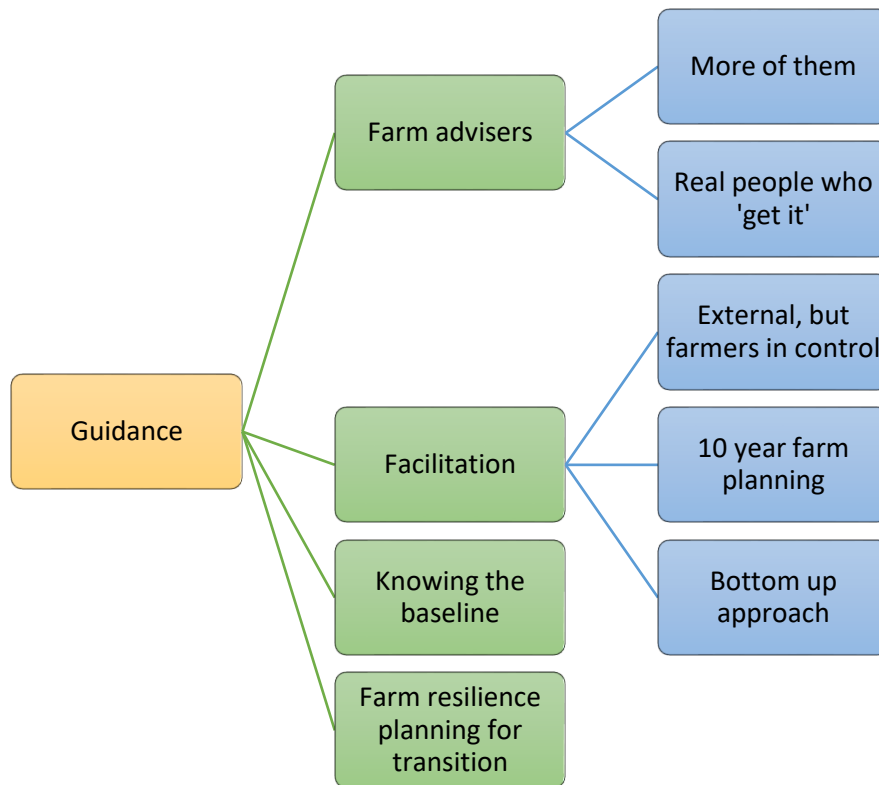 Guidance
Farm advisers
More of them
Real people who
'get it'
Facilitation
External, but
farmers in control
10 year farm
planning
Bottom up
approach
Knowing the
baseline
Farm resilience
planning for
transition